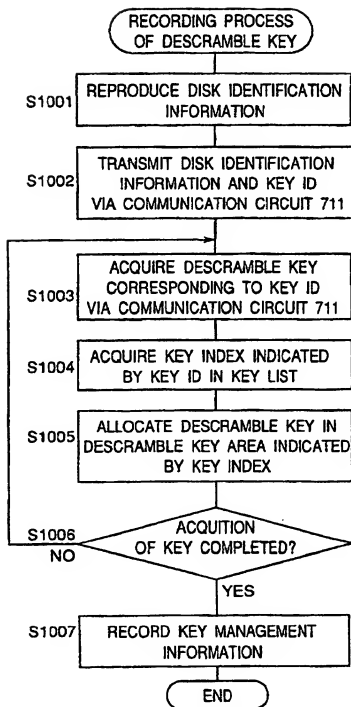 RECORDING PROCESS
OF DESCRAMBLE KEY
S1001
REPRODUCE DISK IDENTIFICATION
INFORMATION
S1002
TRANSMIT DISK IDENTIFICATION
INFORMATION AND KEY ID
VIA COMMUNICATION CIRCUIT 711
S1003
ACQUIRE DESCRAMBLE KEY
CORRESPONDING TO KEY ID
VIA COMMUNICATION CIRCUIT 711
S1004
ACQUIRE KEY INDEX INDICATED
BY KEY ID IN KEY LIST
S1005
ALLOCATE DESCRAMBLE KEY IN
DESCRAMBLE KEY AREA INDICATED
BY KEY INDEX
S1006
ACQUITION
OF KEY COMPLETED?
NO
YES
S1007
RECORD KEY MANAGEMENT
INFORMATION
END